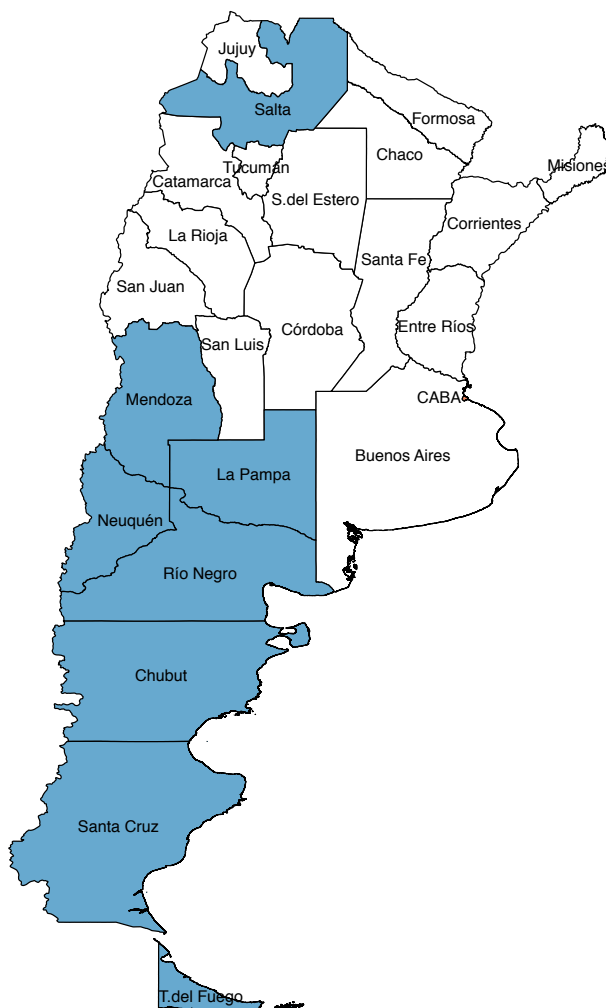 Jujuy
Salta
Formosa
Chaco
Misiones
Tucumán
Catamarca
S.del Estero
Corrientes
La Rioja
Santa Fe
San Juan
Entre Ríos
Córdoba
San Luis
Mendoza
CABA
Buenos Aires
La Pampa
Neuquén
Río Negro
Chubut
Santa Cruz
T.del Fuego